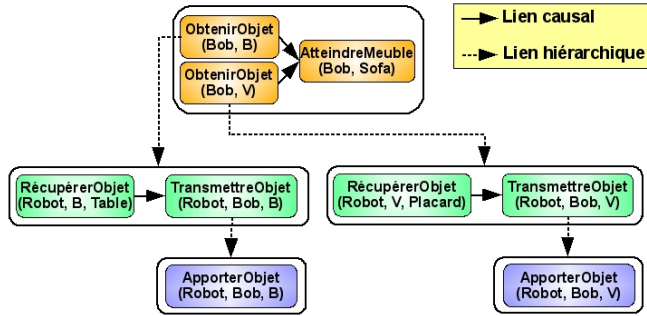 ObtenirObjet
(Bob, B)
ObtenirObjet
(Bob, V)
AtteindreMeuble
(Bob, Sofa)
Lien causal
Lien hiérarchique
RécupérerObjet
(Robot, B, Table)
TransmettreObjet
(Robot, Bob, B)
RécupérerObjet
(Robot, V, Placard)
TransmettreObjet
(Robot, Bob, V)
ApporterObjet
(Robot, Bob, B)
ApporterObjet
(Robot, Bob, V)